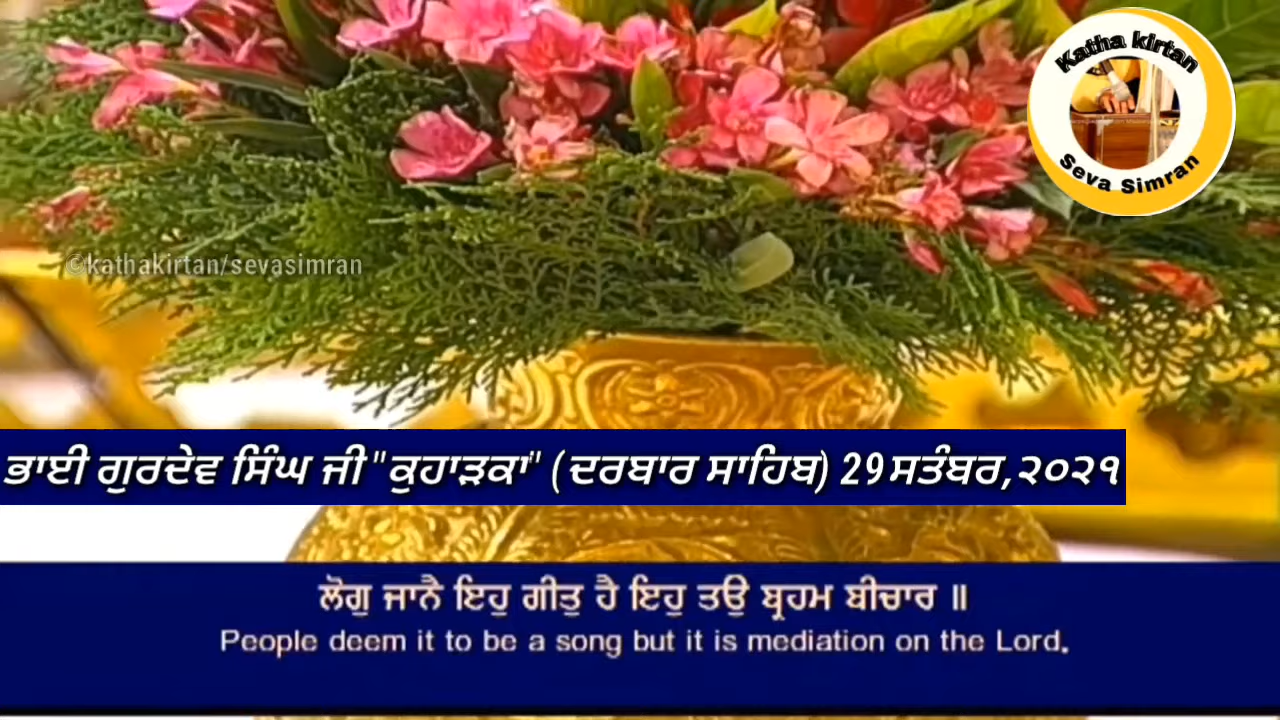 Katha kirtan
Seva Simran
©kathakirtan/sevasimran
ਭਾਈ ਗੁਰਦੇਵ ਸਿੰਘ ਜੀ "ਕੁਹਾੜਕਾ" (ਦਰਬਾਰ ਸਾਹਿਬ) 29 ਸਤੰਬਰ, ੨੦੨੧
ਲੋਗੁ ਜਾਨੈ ਇਹੁ ਗੀਤੁ ਹੈ ਇਹੁ ਤਉ ਬ੍ਰਹਮ ਬੀਚਾਰ ॥
People deem it to be a song but it is mediation on the Lord.